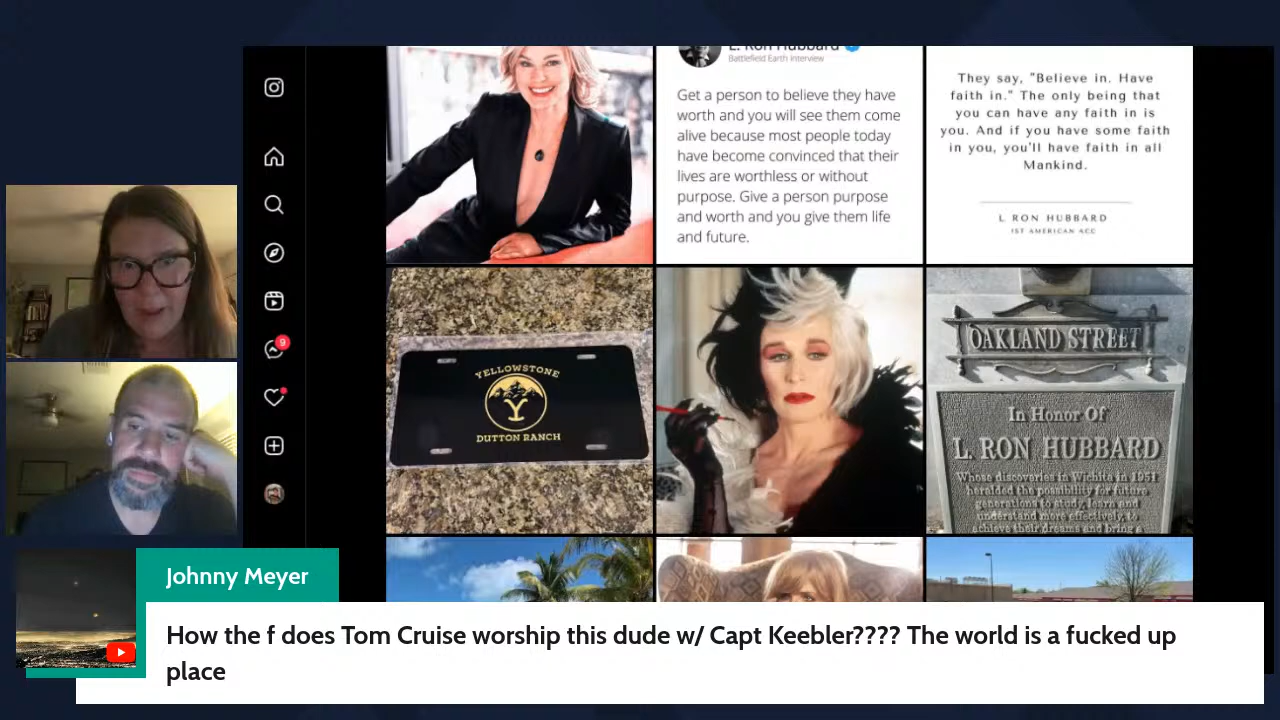 L. Ron Hubbard
Battlefield Earth Interview
Get a person to believe they have
worth and you will see them come
alive because most people today
have become convinced that their
lives are worthless or without
purpose. Give a person purpose
and worth and you give them life
and future.
They say, "Believe in. Have
faith in." The only being that
you can have any faith in is
you. And if you have some faith
in you, you'll have faith in all
Mankind.
L RON HUBBARD
1ST AMERICAN ACC
9
YELLOWSTONE
Y
DUTTON RANCH
OAKLAND STREET
In Honor Of
L. RON HUBBARD
Whose discoveries in Wichita in 1951
heralded the possibility for future
generations to study, learn and
understand more effectively, to
achieve their dreams and bring a
Johnny Meyer
How the f does Tom Cruise worship this dude w/ Capt Keebler???? The world is a fucked up
place